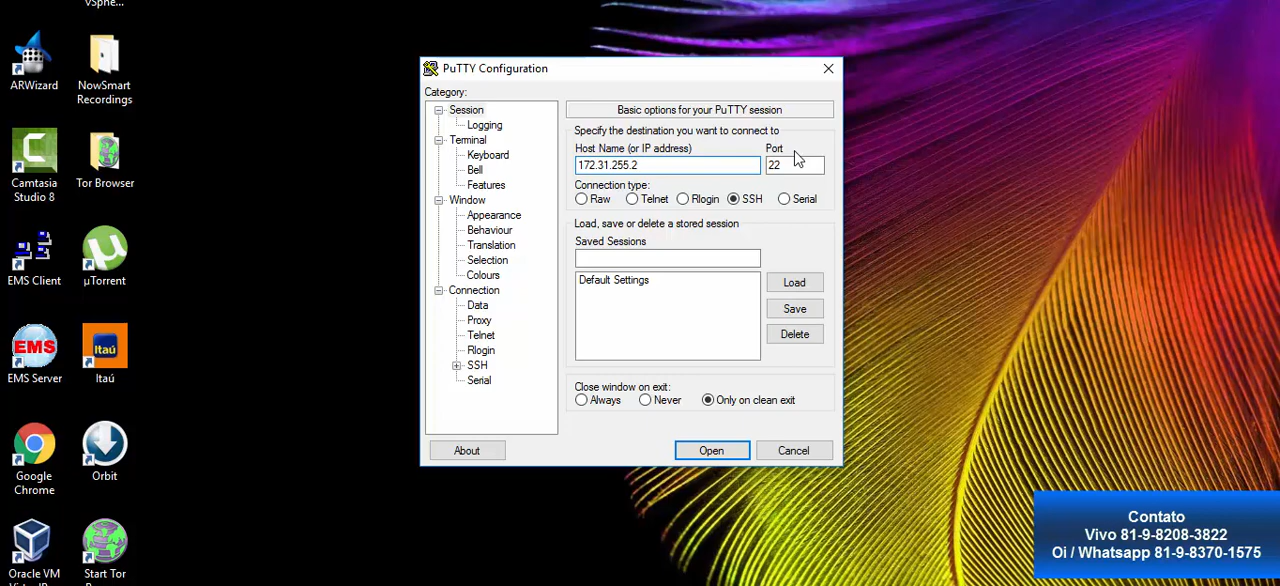 vSphe...
ARWizard
NowSmart
Recordings
Camtasia
Studio 8
Tor Browser
EMS Client
µTorrent
EMS
EMS Server
Itaú
Itaú
Google
Chrome
Orbit
Oracle VM
Start Tor
PuTTY Configuration
Category:
Session
Logging
Terminal
Keyboard
Bell
Features
Window
Appearance
Behaviour
Translation
Selection
Colours
Connection
Data
Proxy
Telnet
Rlogin
SSH
Serial
Basic options for your PuTTY session
Specify the destination you want to connect to
Host Name (or IP address) Port
172.31.255.2 22
Connection type:
Raw Telnet Rlogin SSH Serial
Load, save or delete a stored session
Saved Sessions
Default Settings
Load
Save
Delete
Close window on exit:
Always Never Only on clean exit
About Open Cancel
Contato
Vivo 81-9-8208-3822
Oi / Whatsapp 81-9-8370-1575